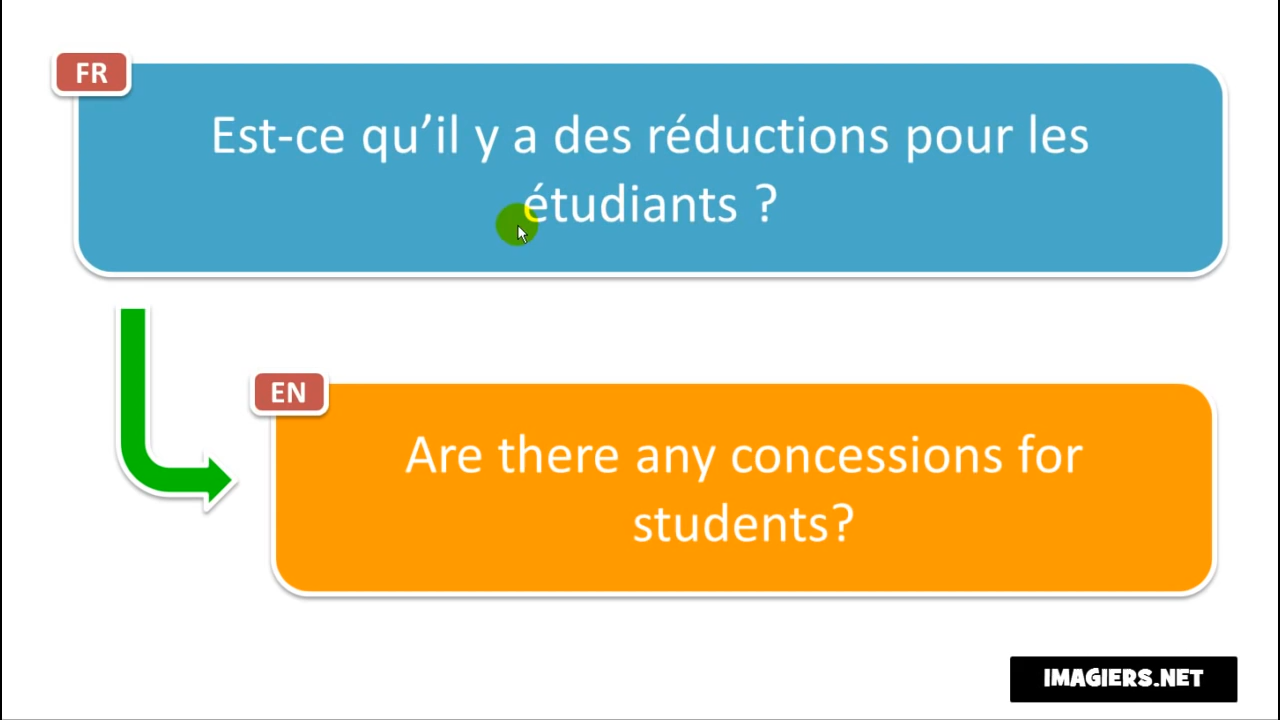 FR
Est-ce qu’il y a des réductions pour les
étudiants ?
EN
Are there any concessions for
students?
IMAGIERS.NET